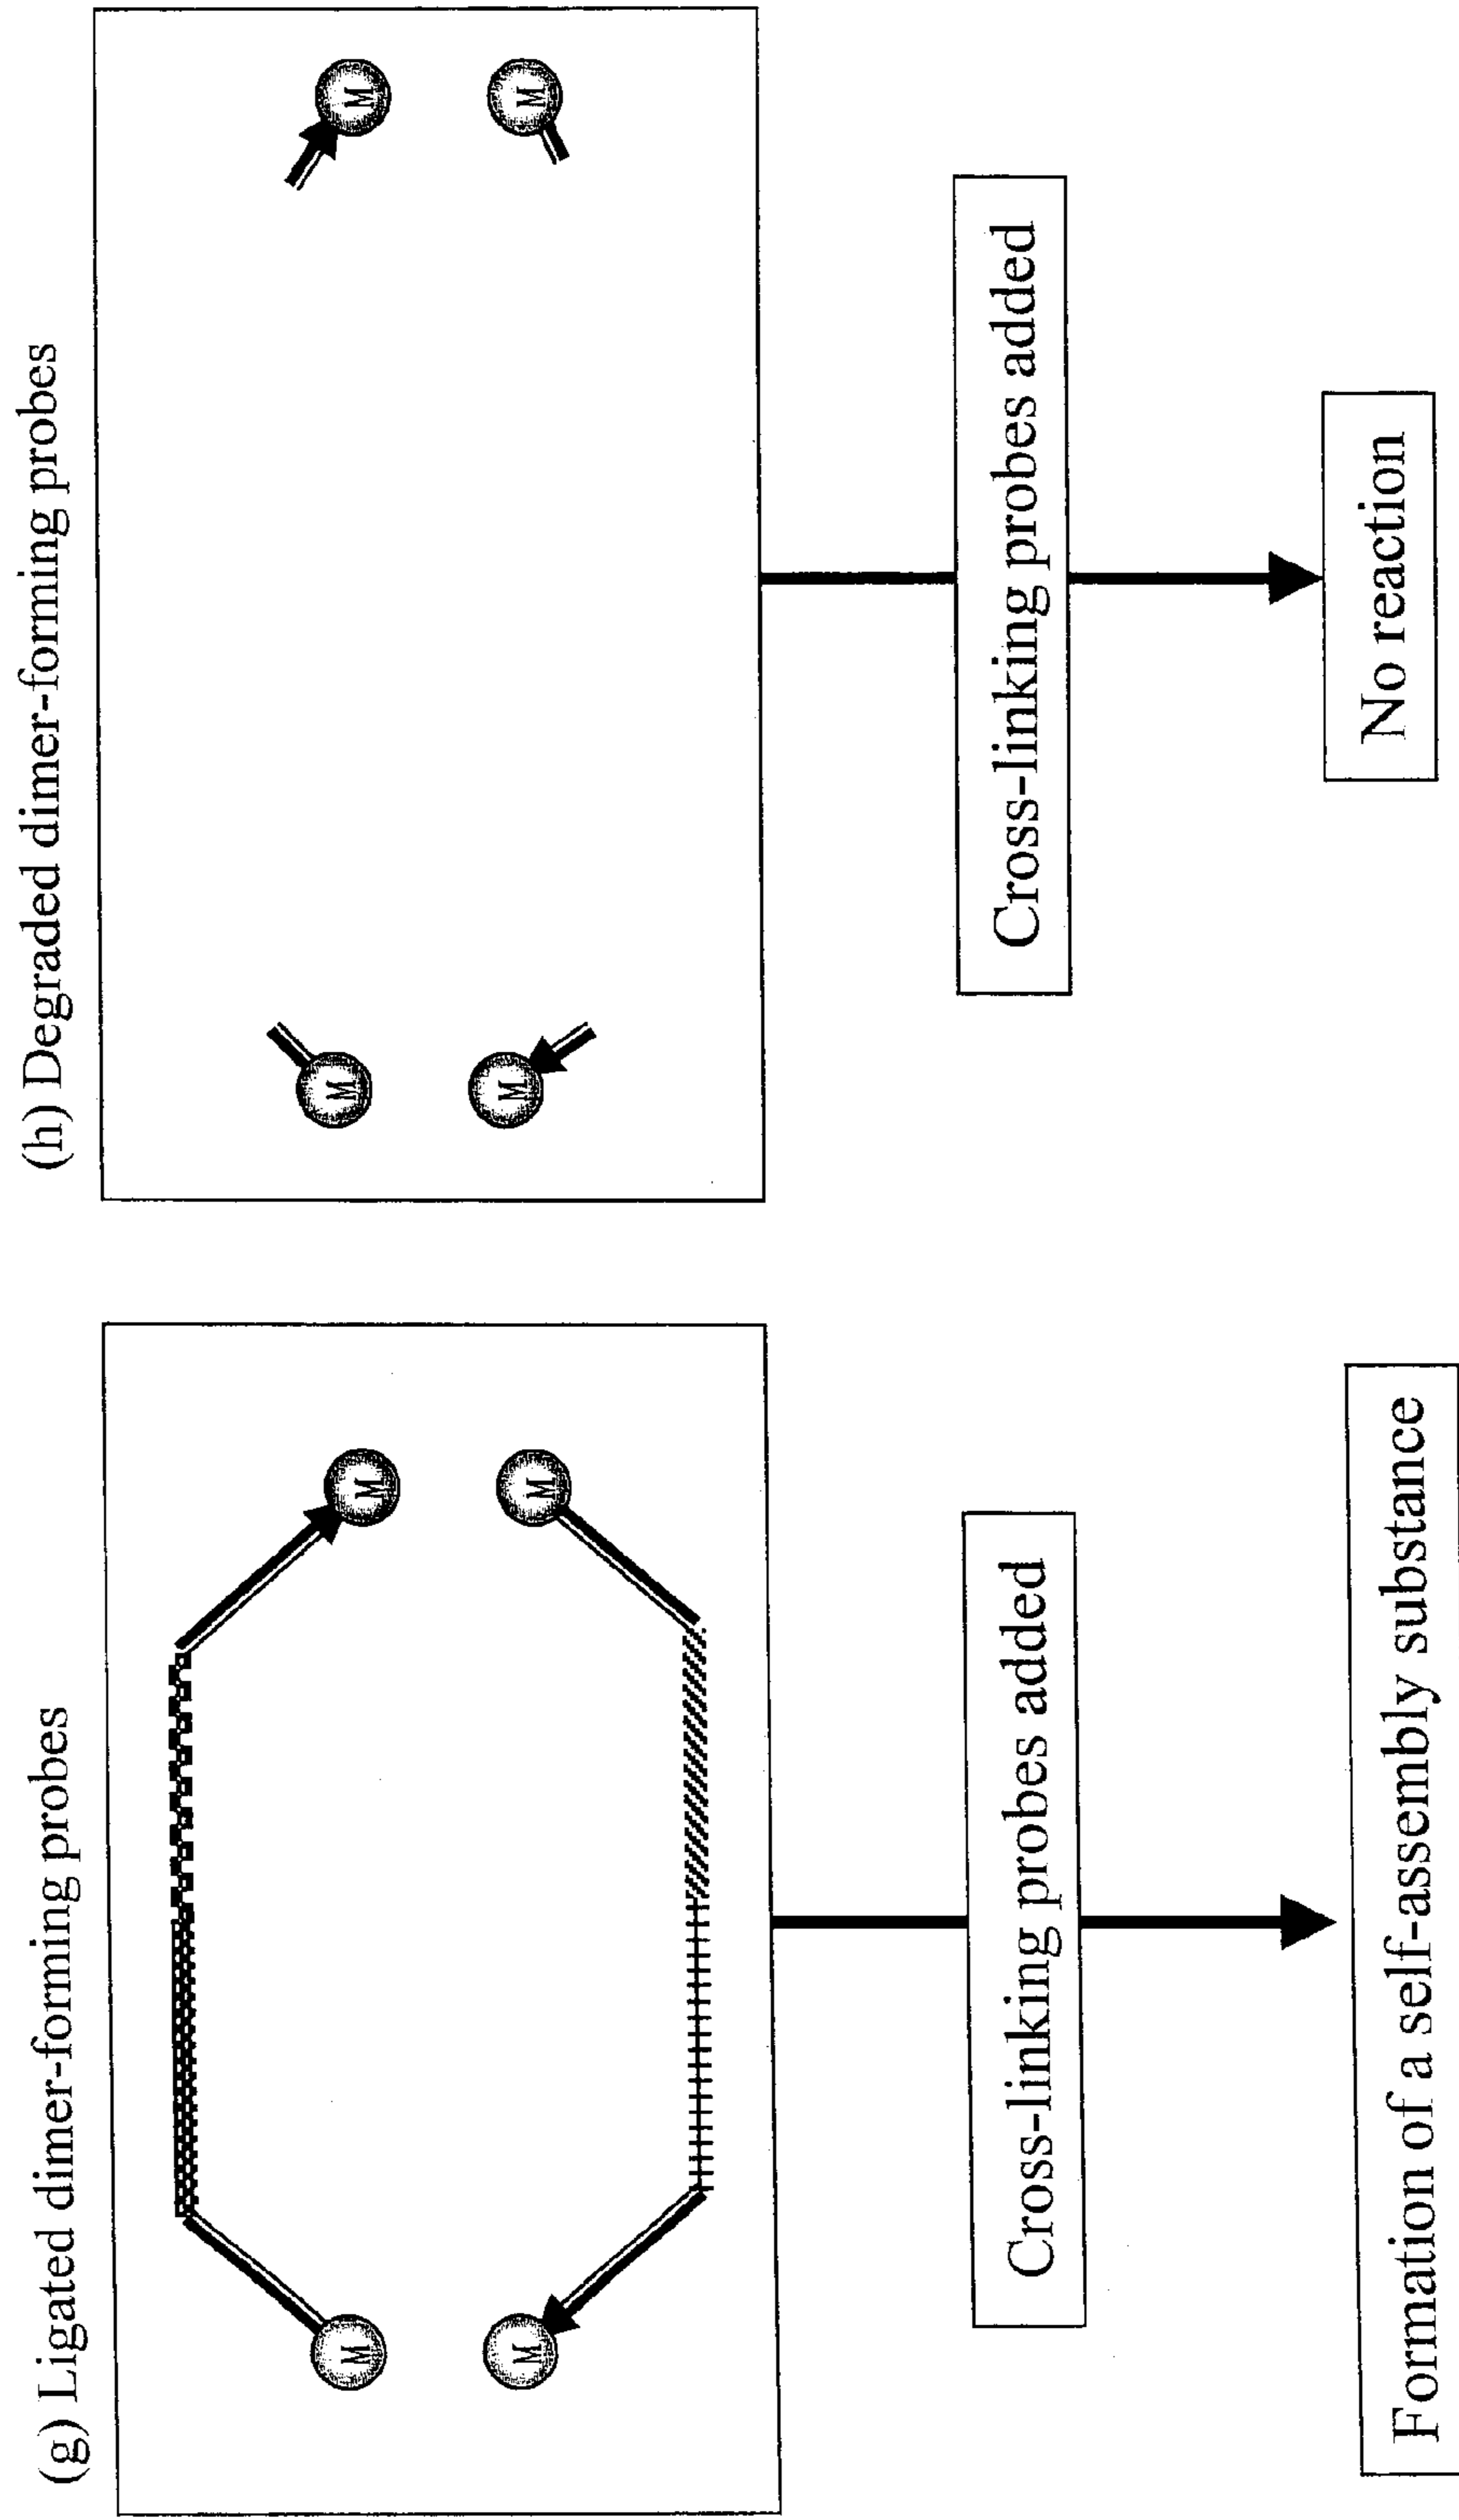 (g) Ligated dimer-forming probes
M
M
M
M
Cross-linking probes added
Formation of a self-assembly substance
(h) Degraded dimer-forming probes
M
M
M
M
Cross-linking probes added
No reaction